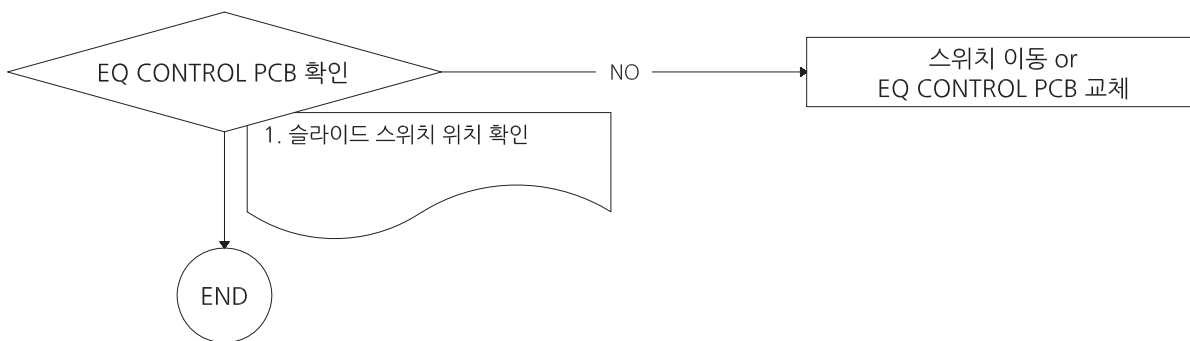 EQ CONTROL PCB 확인
NO
스위치 이동 or
EQ CONTROL PCB 교체
1. 슬라이드 스위치 위치 확인
END